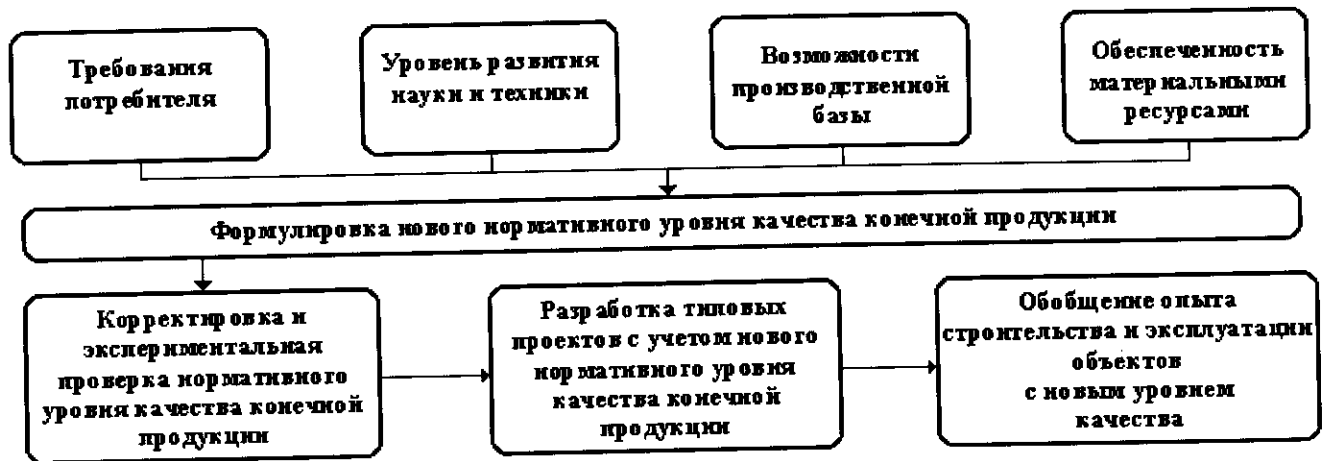 Требования
потребителя
Уровень развития
науки и техники
Возможности
производственной
базы
Обеспеченность
материальными
ресурсами
Формулировка нового нормативного уровня качества конечной продукции
Корректировка и
экспериментальная
проверка нормативного
уровня качества конечной
продукции
Разработка типовых
проектов с учетом нового
нормативного уровня
качества конечной
продукции
Обобщение опыта
строительства и эксплуатации
объектов
с новым уровнем
качества